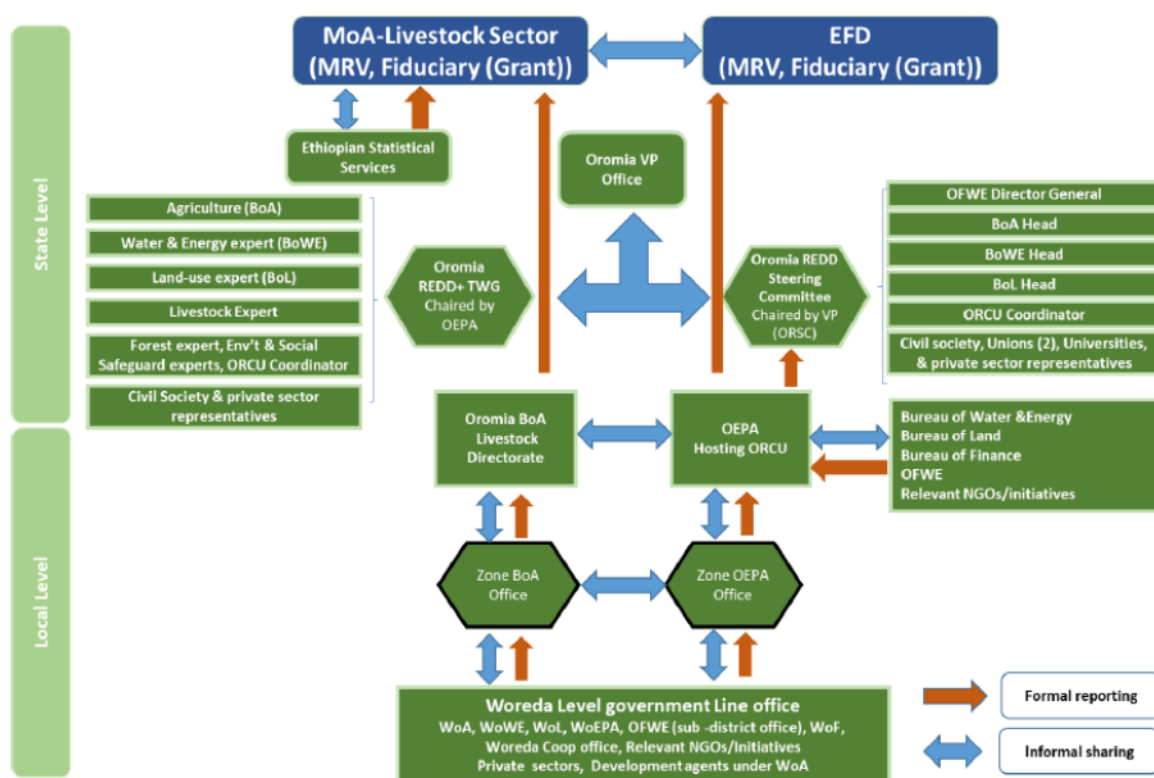 MoA-Livestock Sector
(MRV, Fiduciary (Grant))
EFD
(MRV, Fiduciary (Grant))
State Level
Ethiopian Statistical
Services
Oromia VP
Office
Agriculture (BoA)
Water & Energy expert (BoWE)
Land-use expert (BoL)
Livestock Expert
Forest expert, Env't & Social
Safeguard experts, ORCU Coordinator
Civil Society & private sector
representatives
Oromia
REDD+ TWG
Chaired by
OEPA
Oromia REDD
Steering
Committee
Chaired by VP
(ORSC)
OFWE Director General
BoA Head
BoWE Head
BoL Head
ORCU Coordinator
Civil society, Unions (2), Universities,
& private sector representatives
Local Level
Oromia BoA
Livestock
Directorate
OEPA
Hosting ORCU
Bureau of Water &Energy
Bureau of Land
Bureau of Finance
OFWE
Relevant NGOs/initiatives
Zone BoA
Office
Zone OEPA
Office
Woreda Level government Line office
WoA, WoWE, WoL, WoEPA, OFWE (sub -district office), WoF,
Woreda Coop office, Relevant NGOs/Initiatives
Private sectors, Development agents under WoA
Formal reporting
Informal sharing